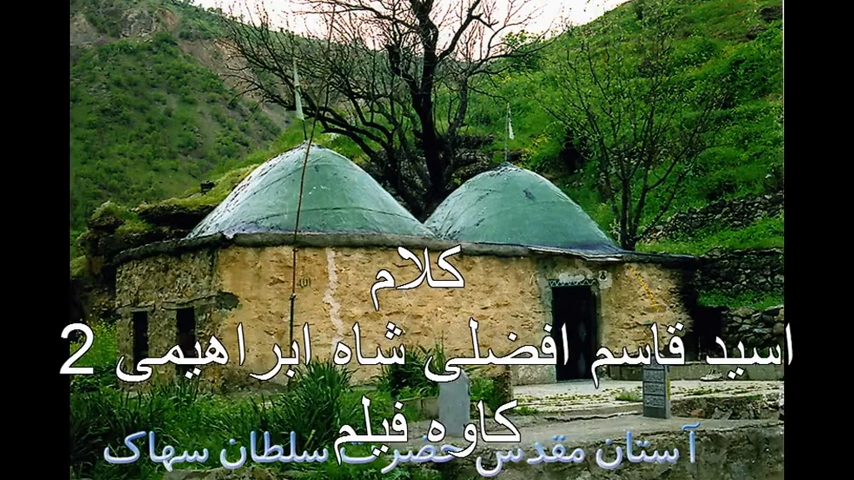 کلام
اسید قاسم افضلی شاه ابراهیمی 2
کاوه فیلم
آستان مقدس حضرت سلطان سهاک